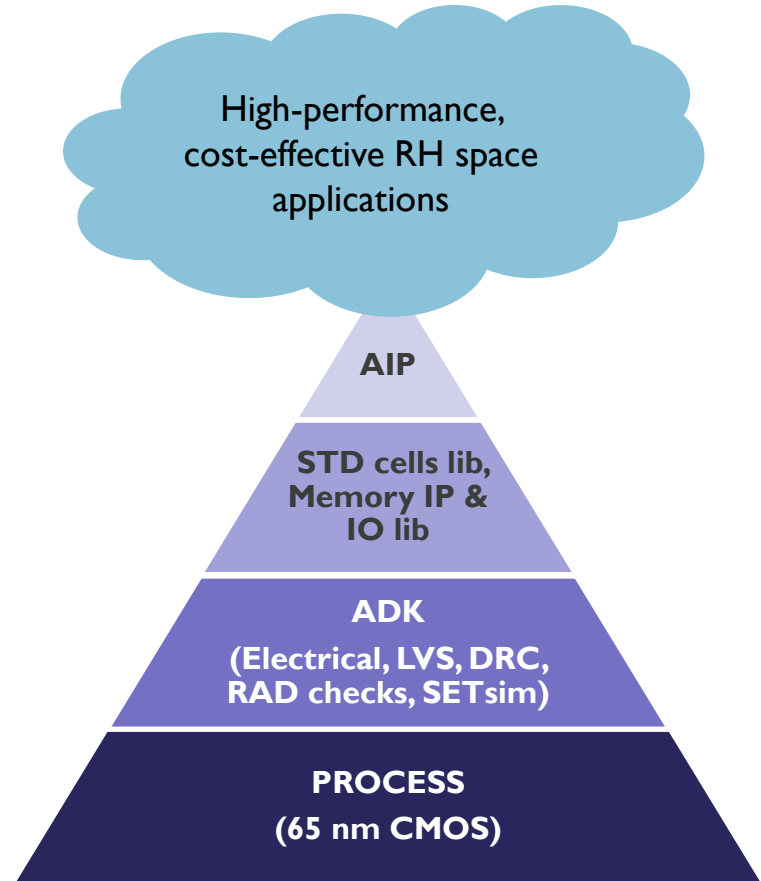 High-performance,
cost-effective RH space
applications
AIP
STD cells lib,
Memory IP &
IO lib
ADK
(Electrical, LVS, DRC,
RAD checks, SETsim)
PROCESS
(65 nm CMOS)